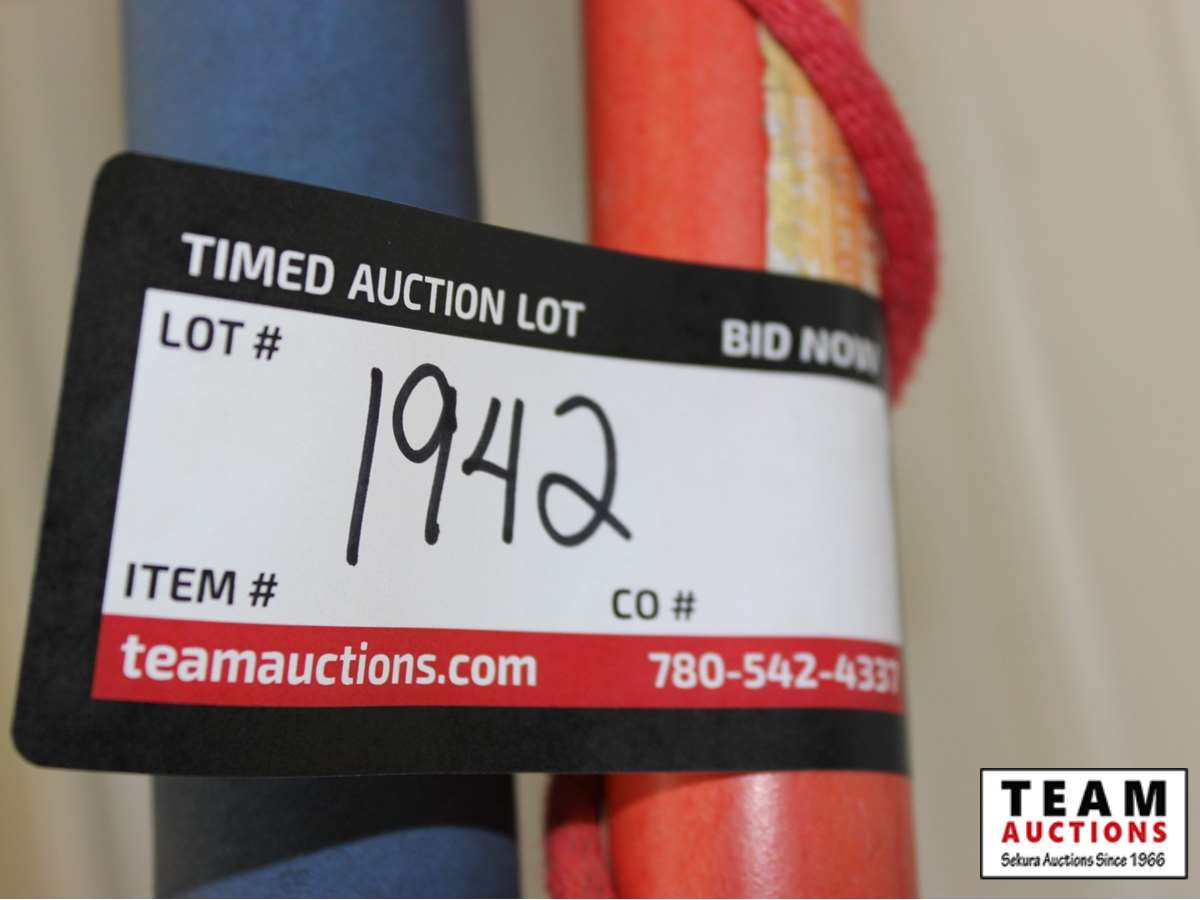 TIMED AUCTION LOT
BID NOW
LOT #
1942
ITEM #
CO #
teamauctions.com
780-542-4337
TEAM
AUCTIONS
Sekura Auctions Since 1966